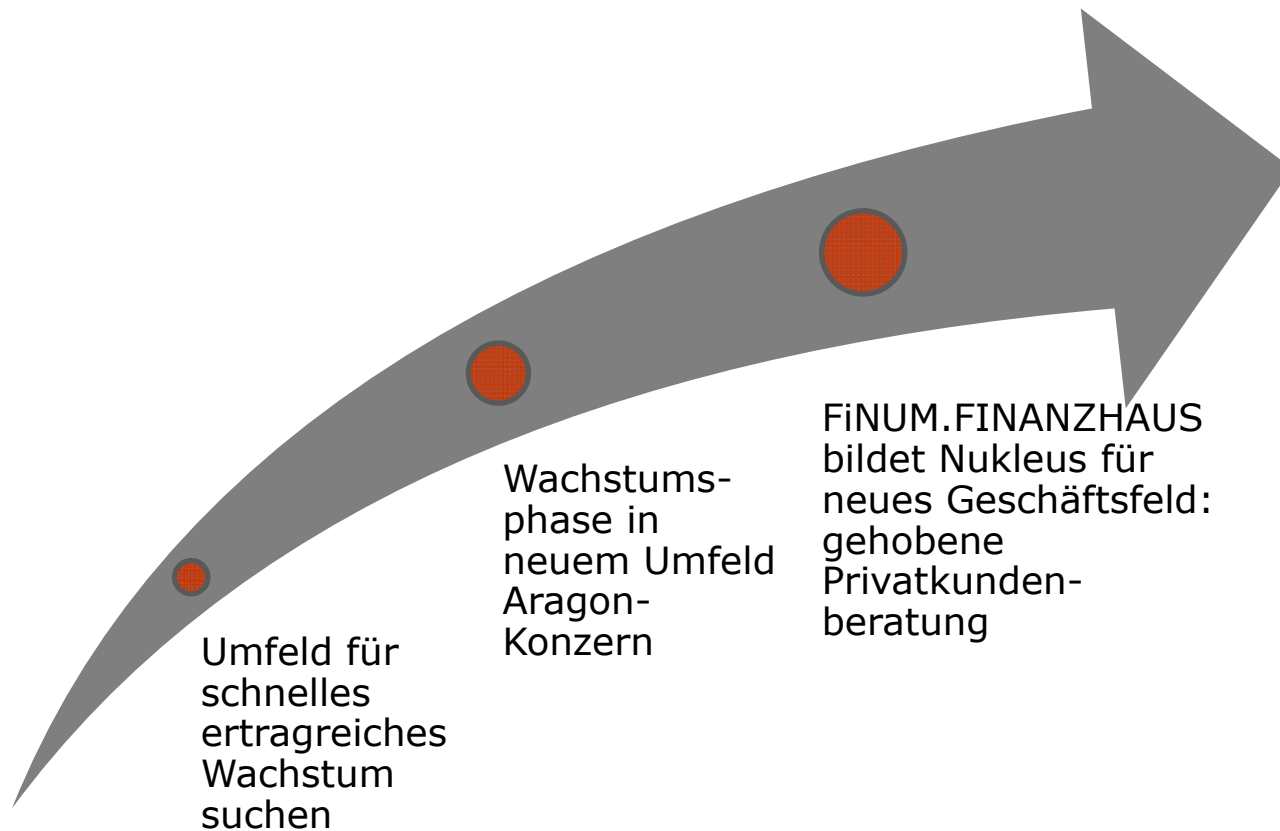 Umfeld für
schnelles
ertragreiches
Wachstum
suchen
Wachstums-
phase in
neuem Umfeld
Aragon-
Konzern
FiNUM.FINANZHAUS
bildet Nukleus für
neues Geschäftsfeld:
gehobene
Privatkunden-
beratung